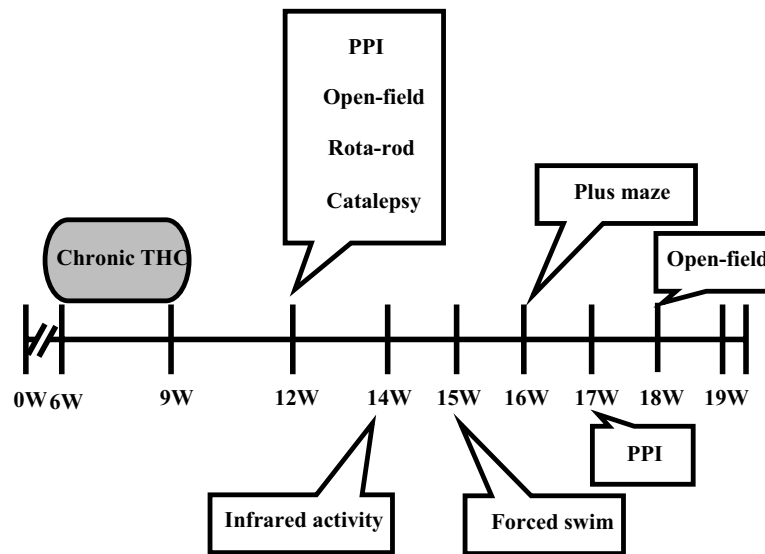 PPI
Open-field
Rota-rod
Catalepsy
Plus maze
Chronic THC
Open-field
0W 6W 9W 12W 14W 15W 16W 17W 18W 19W
PPI
Infrared activity
Forced swim